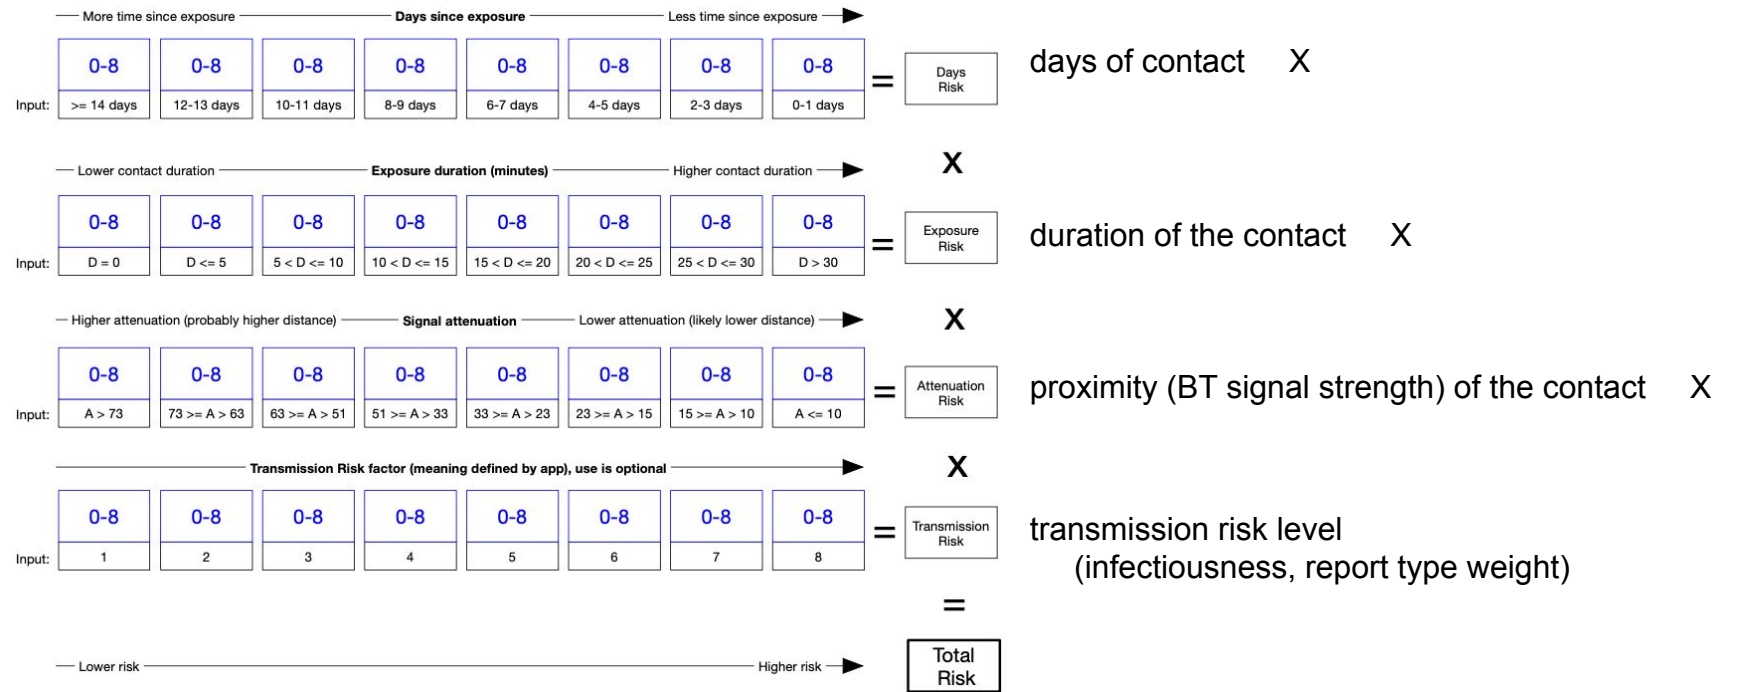 More time since exposure Days since exposure Less time since exposure
0-8 0-8 0-8 0-8 0-8 0-8 0-8 0-8 = Days Risk days of contact X
Input: >= 14 days 12-13 days 10-11 days 8-9 days 6-7 days 4-5 days 2-3 days 0-1 days
X
Lower contact duration Exposure duration (minutes) Higher contact duration
0-8 0-8 0-8 0-8 0-8 0-8 0-8 0-8 = Exposure Risk duration of the contact X
Input: D = 0 D <= 5 5 < D <= 10 10 < D <= 15 15 < D <= 20 20 < D <= 25 25 < D <= 30 D > 30
X
Higher attenuation (probably higher distance) Signal attenuation Lower attenuation (likely lower distance)
0-8 0-8 0-8 0-8 0-8 0-8 0-8 0-8 = Attenuation Risk proximity (BT signal strength) of the contact X
Input: A > 73 73 >= A > 63 63 >= A > 51 51 >= A > 33 33 >= A > 23 23 >= A > 15 15 >= A > 10 A <= 10
X
Transmission Risk factor (meaning defined by app), use is optional
0-8 0-8 0-8 0-8 0-8 0-8 0-8 0-8 = Transmission Risk transmission risk level
(infectiousness, report type weight)
Input: 1 2 3 4 5 6 7 8
=
Lower risk Higher risk Total Risk